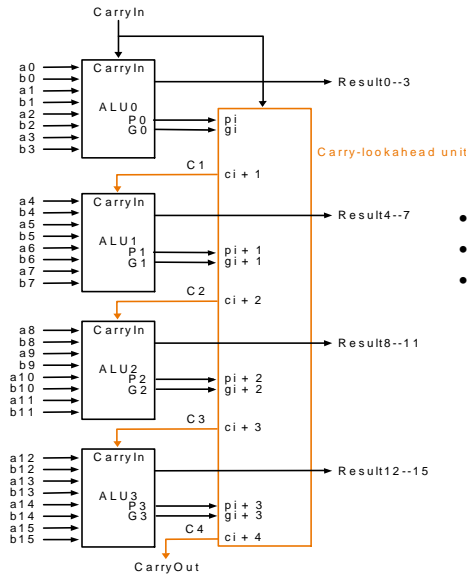 CarryIn
a0
b0
a1
b1
a2
b2
a3
b3
CarryIn
ALU0
P0
G0
pi
gi
Result0--3
Carry-lookahead unit
C1
ci + 1
a4
b4
a5
b5
a6
b6
a7
b7
CarryIn
ALU1
P1
G1
pi + 1
gi + 1
Result4--7
•
•
•
C2
ci + 2
a8
b8
a9
b9
a10
b10
a11
b11
CarryIn
ALU2
P2
G2
pi + 2
gi + 2
Result8--11
C3
ci + 3
a12
b12
a13
b13
a14
b14
a15
b15
CarryIn
ALU3
P3
G3
pi + 3
gi + 3
Result12--15
C4
ci + 4
CarryOut